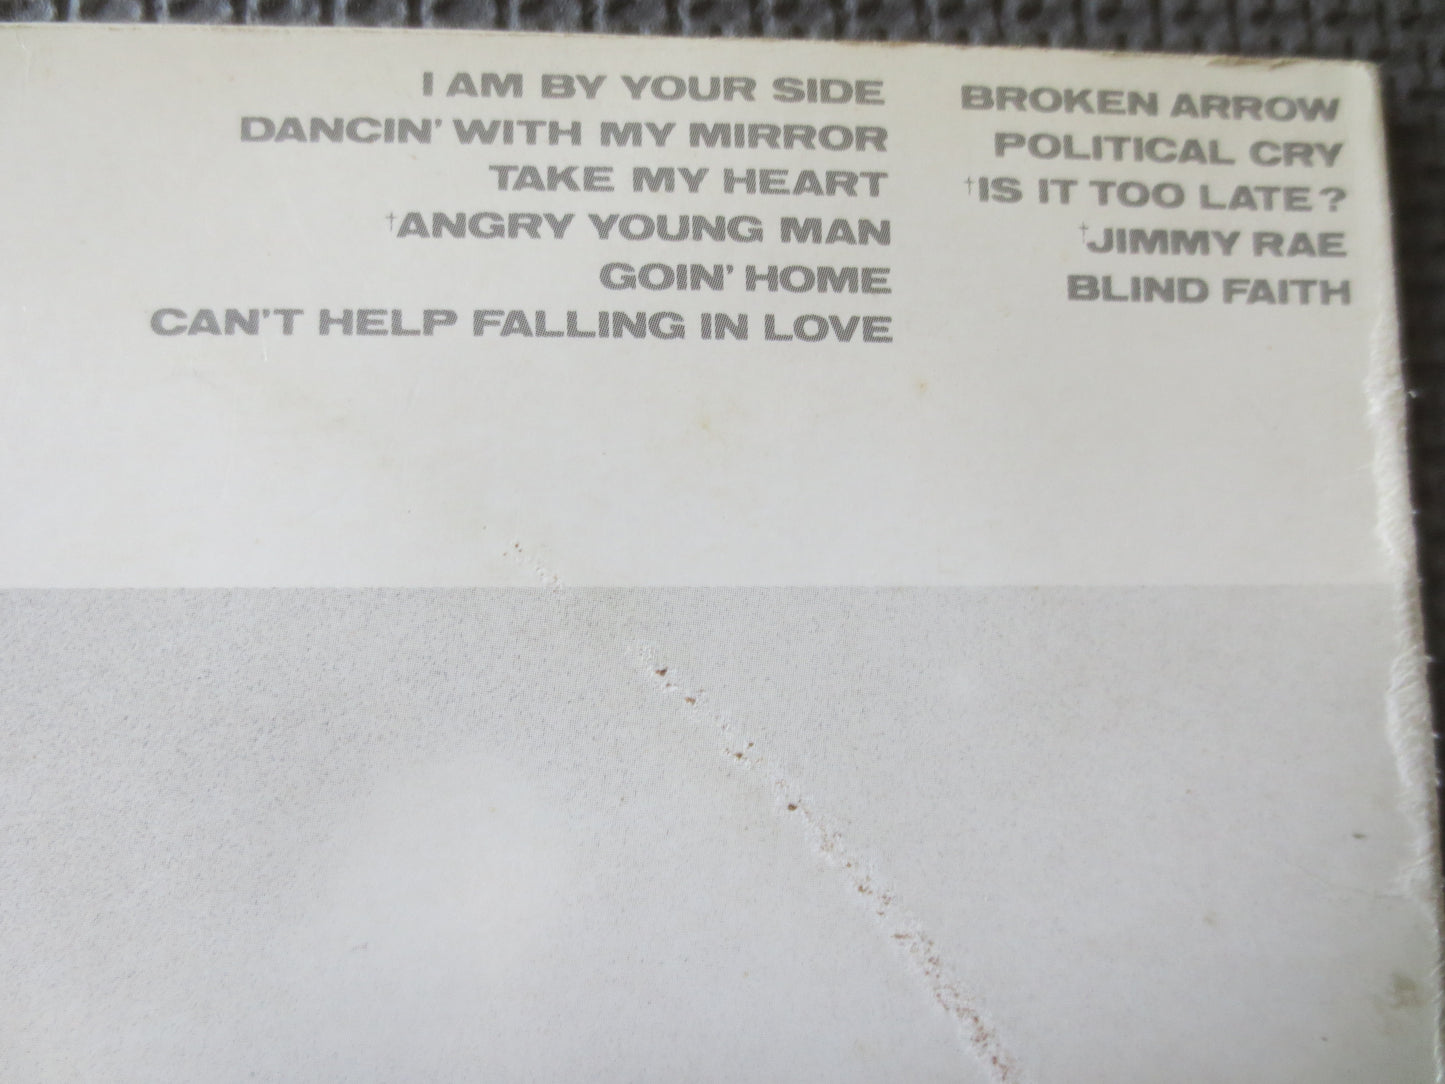 I AM BY YOUR SIDE
DANCIN' WITH MY MIRROR
TAKE MY HEART
†ANGRY YOUNG MAN
GOIN' HOME
CAN'T HELP FALLING IN LOVE
BROKEN ARROW
POLITICAL CRY
†IS IT TOO LATE?
†JIMMY RAE
BLIND FAITH